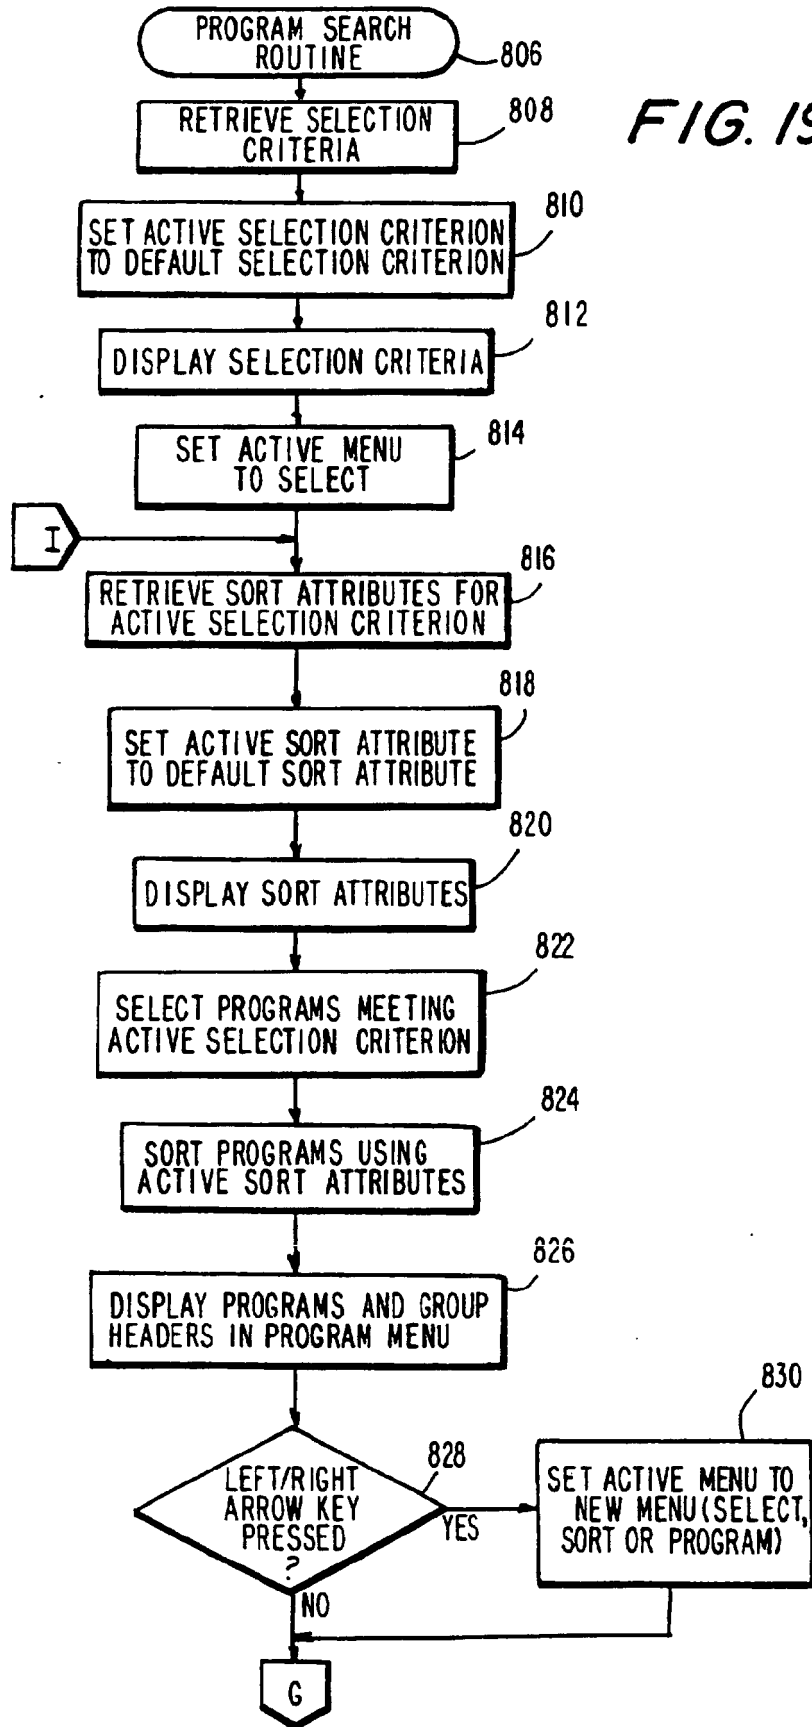 PROGRAM SEARCH
ROUTINE
806
FIG. 19
RETRIEVE SELECTION
CRITERIA
808
SET ACTIVE SELECTION CRITERION
TO DEFAULT SELECTION CRITERION
810
DISPLAY SELECTION CRITERIA
812
SET ACTIVE MENU
TO SELECT
814
I
RETRIEVE SORT ATTRIBUTES FOR
ACTIVE SELECTION CRITERION
816
SET ACTIVE SORT ATTRIBUTE
TO DEFAULT SORT ATTRIBUTE
818
DISPLAY SORT ATTRIBUTES
820
SELECT PROGRAMS MEETING
ACTIVE SELECTION CRITERION
822
SORT PROGRAMS USING
ACTIVE SORT ATTRIBUTES
824
DISPLAY PROGRAMS AND GROUP
HEADERS IN PROGRAM MENU
826
LEFT/RIGHT
ARROW KEY
PRESSED
?
828
YES
NO
SET ACTIVE MENU TO
NEW MENU (SELECT,
SORT OR PROGRAM)
830
G